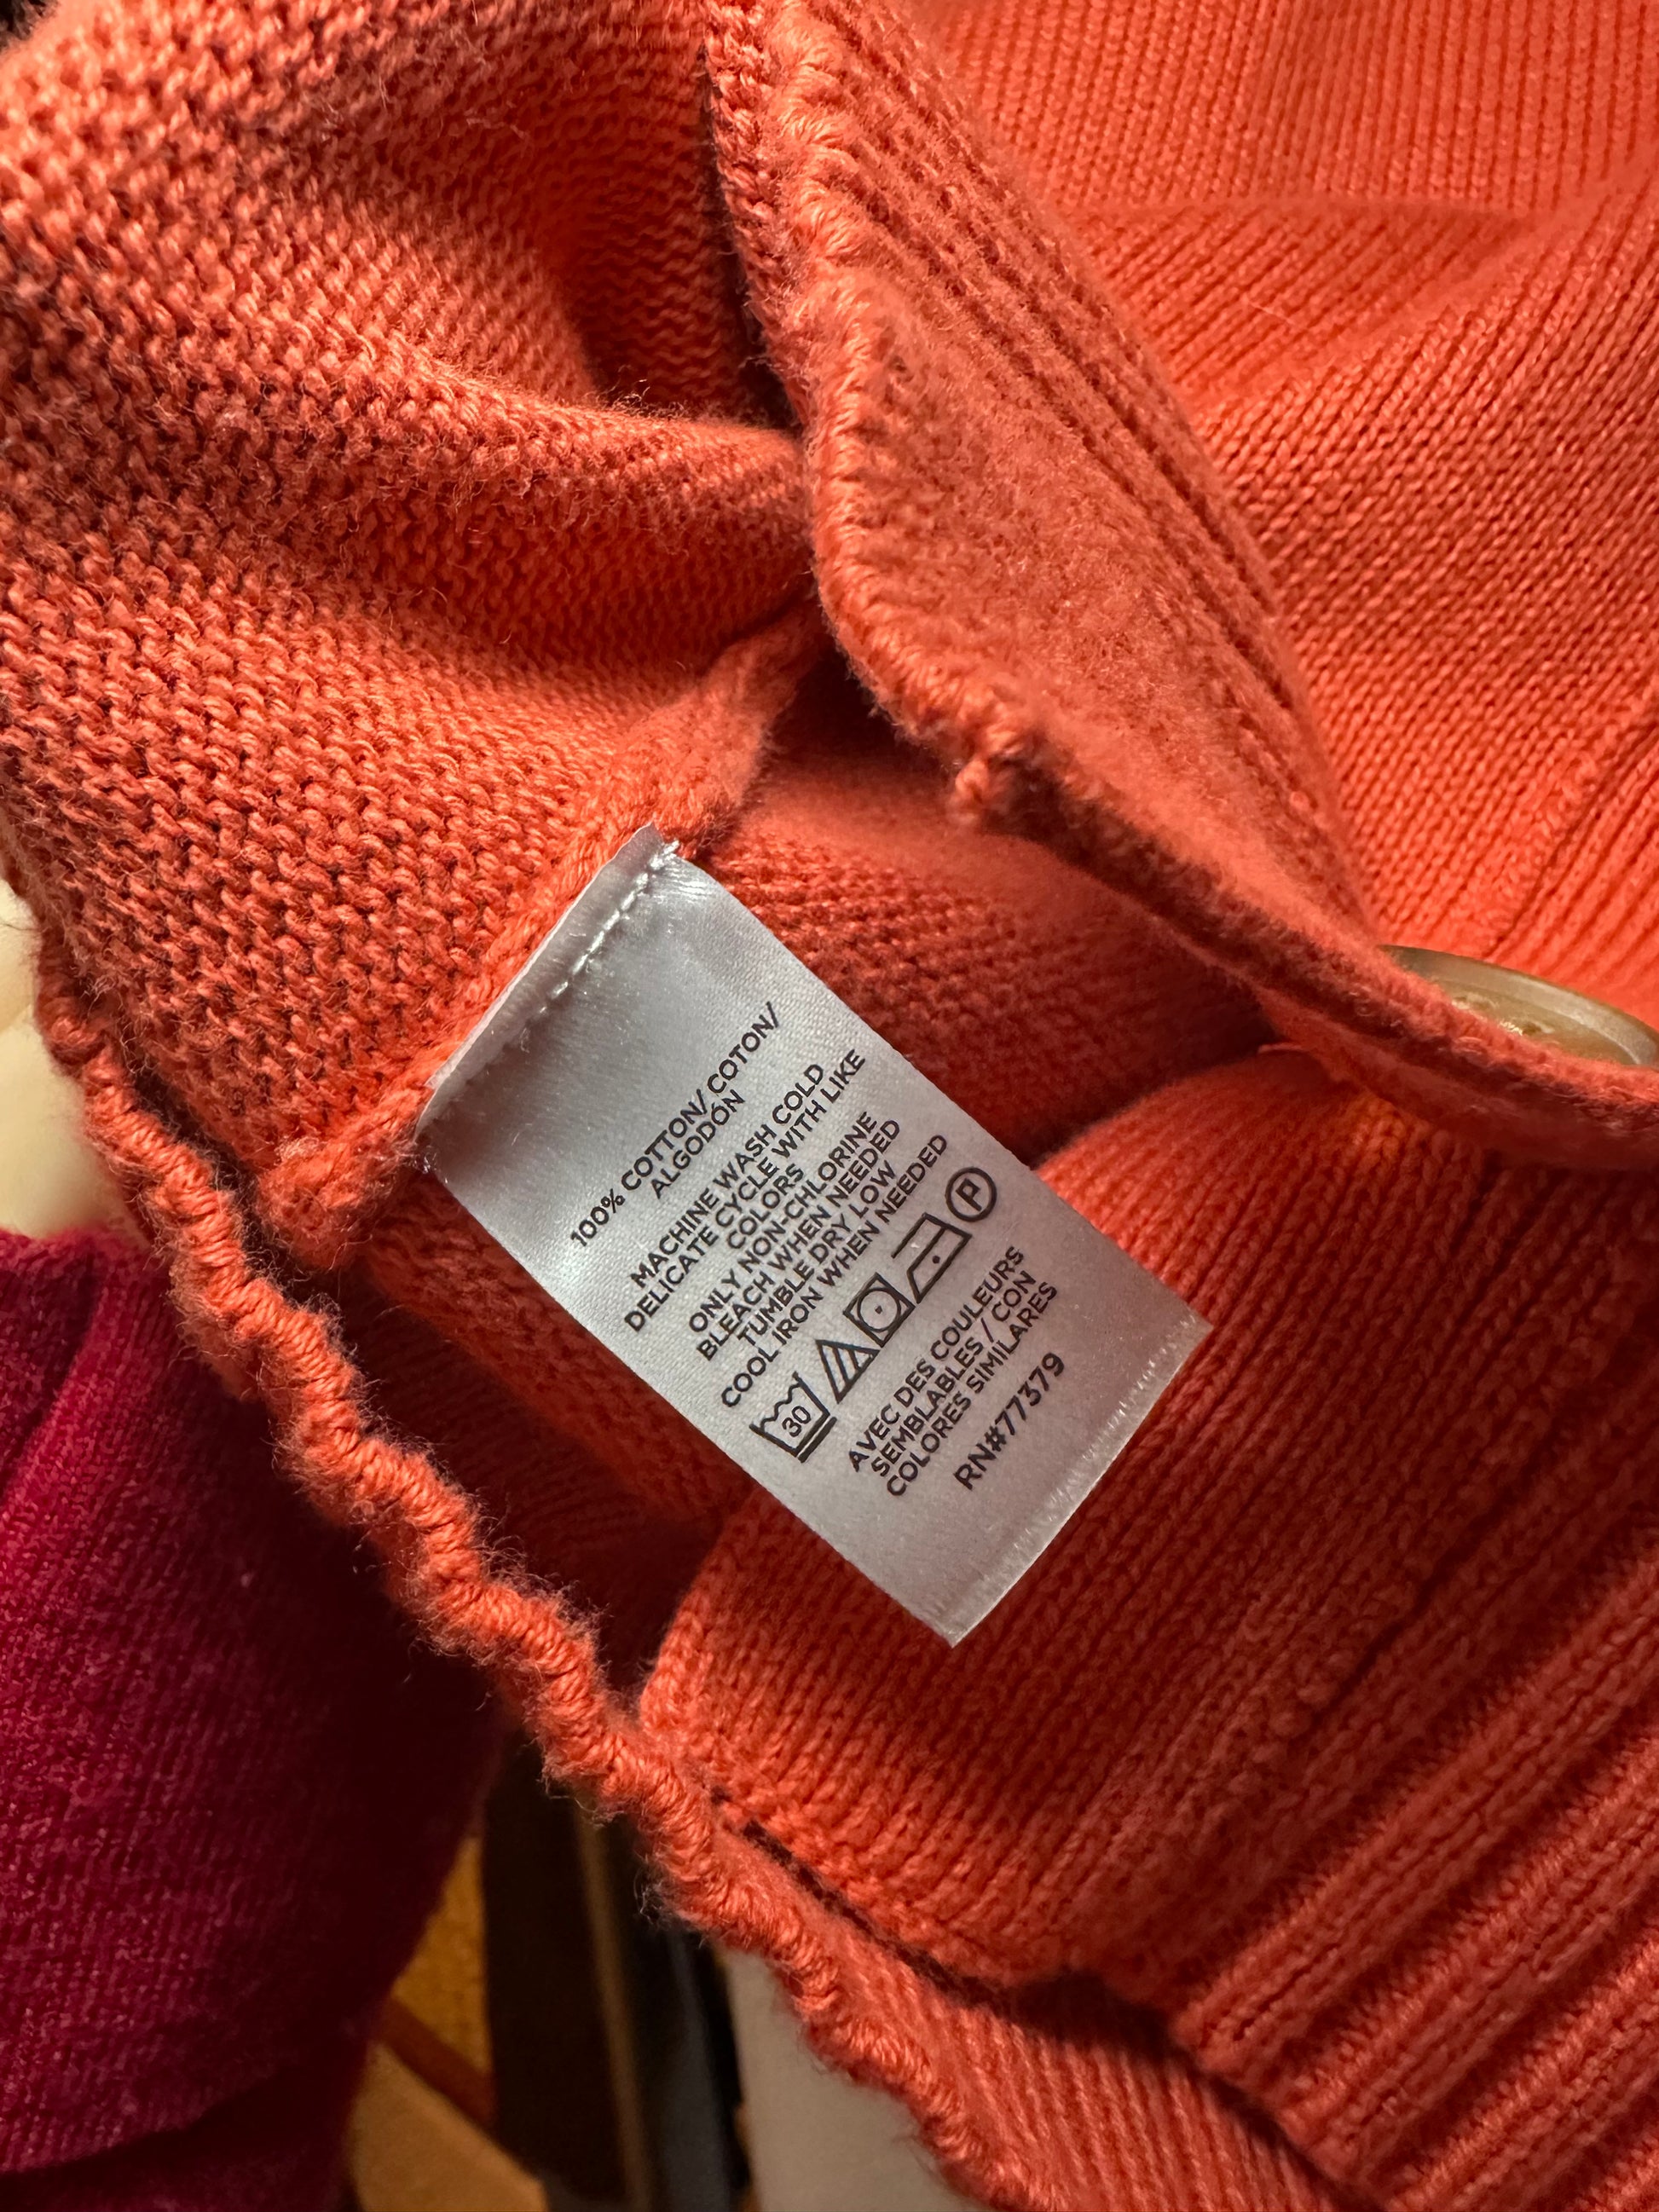 100% COTTON/ COTON/
ALGODÓN
MACHINE WASH COLD
DELICATE CYCLE WITH LIKE
COLORS
ONLY NON-CHLORINE
BLEACH WHEN NEEDED
TUMBLE DRY LOW
COOL IRON WHEN NEEDED
30 P
AVEC DES COULEURS
SEMBLABLES / CON
COLORES SIMILARES
RN#77379